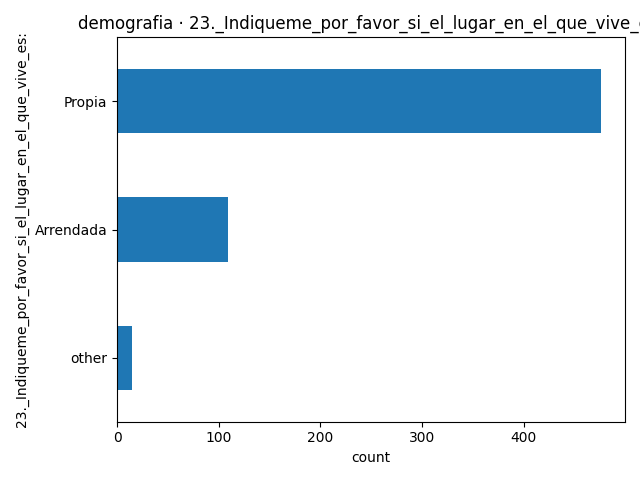 demografia · 23._Indiqueme_por_favor_si_el_lugar_en_el_que_vive_
23._Indiqueme_por_favor_si_el_lugar_en_el_que_vive_es:
Propia
Arrendada
other
0 100 200 300 400
count